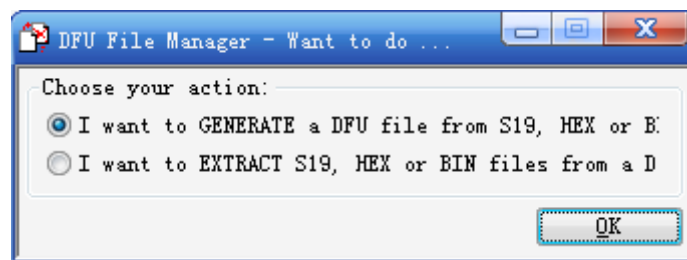 DFU File Manager - Want to do ...
Choose your action:
I want to GENERATE a DFU file from S19, HEX or
I want to EXTRACT S19, HEX or BIN files from a D
OK